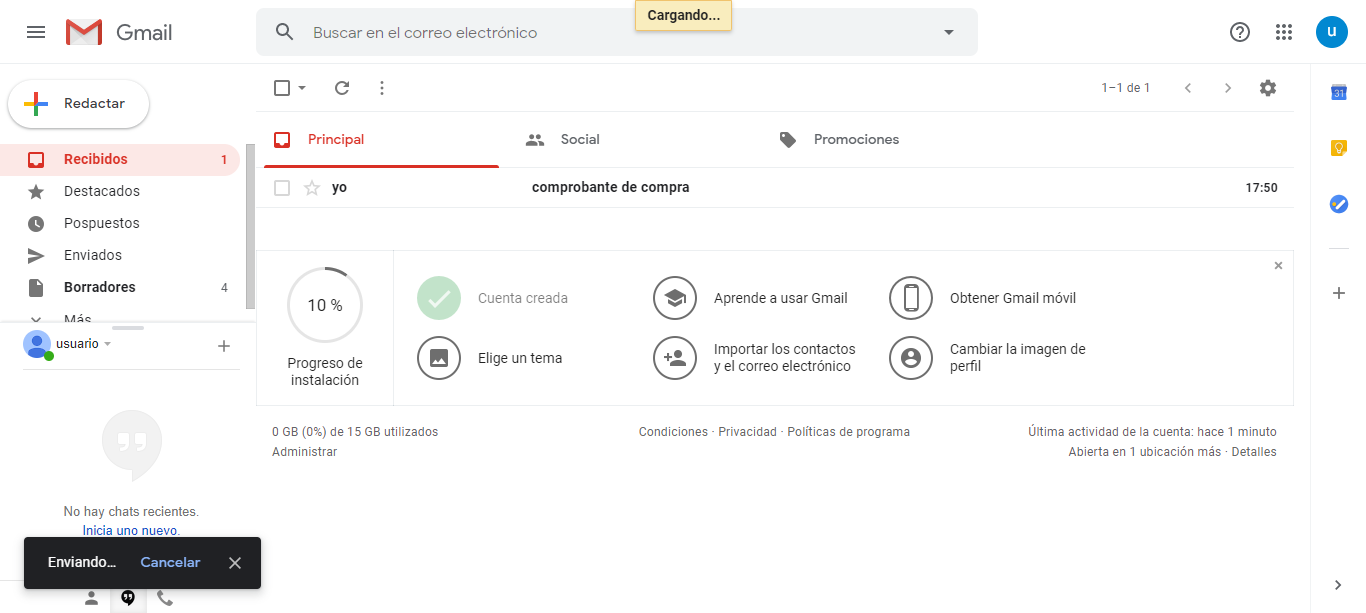 Cargando...
Gmail
Buscar en el correo electrónico
u
Redactar
1–1 de 1
31
Recibidos 1
Destacados
Pospuestos
Enviados
Borradores 4
Más
Principal
Social
Promociones
yo comprobante de compra 17:50
10 %
Progreso de
instalación
Cuenta creada
Aprende a usar Gmail
Obtener Gmail móvil
Elige un tema
Importar los contactos
y el correo electrónico
Cambiar la imagen de
perfil
usuario
0 GB (0%) de 15 GB utilizados
Administrar
Condiciones · Privacidad · Políticas de programa
Última actividad de la cuenta: hace 1 minuto
Abierta en 1 ubicación más · Detalles
No hay chats recientes.
Inicia uno nuevo.
Enviando... Cancelar